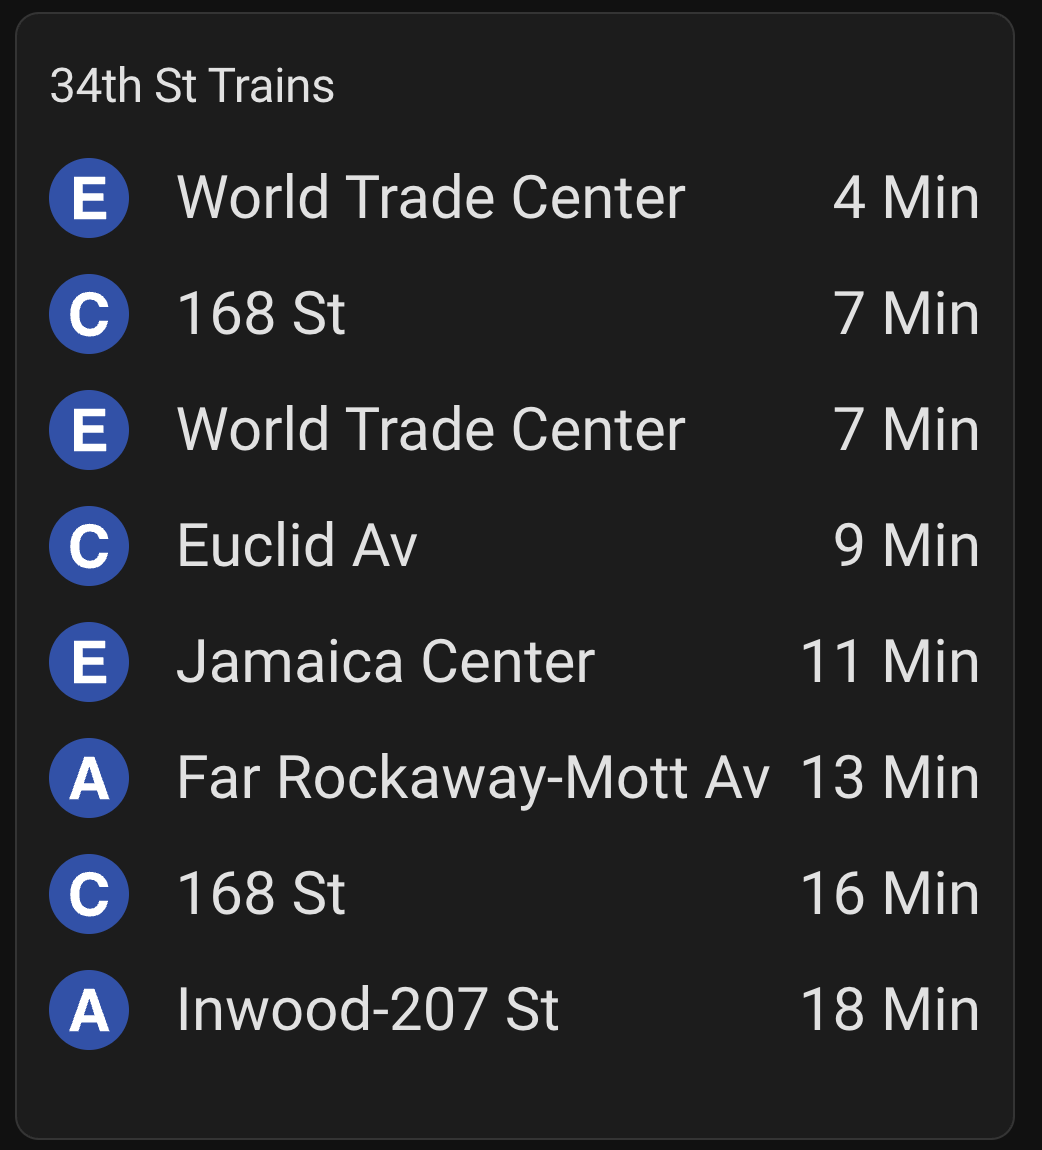 34th St Trains
E World Trade Center 4 Min
C 168 St 7 Min
E World Trade Center 7 Min
C Euclid Av 9 Min
E Jamaica Center 11 Min
A Far Rockaway-Mott Av 13 Min
C 168 St 16 Min
A Inwood-207 St 18 Min